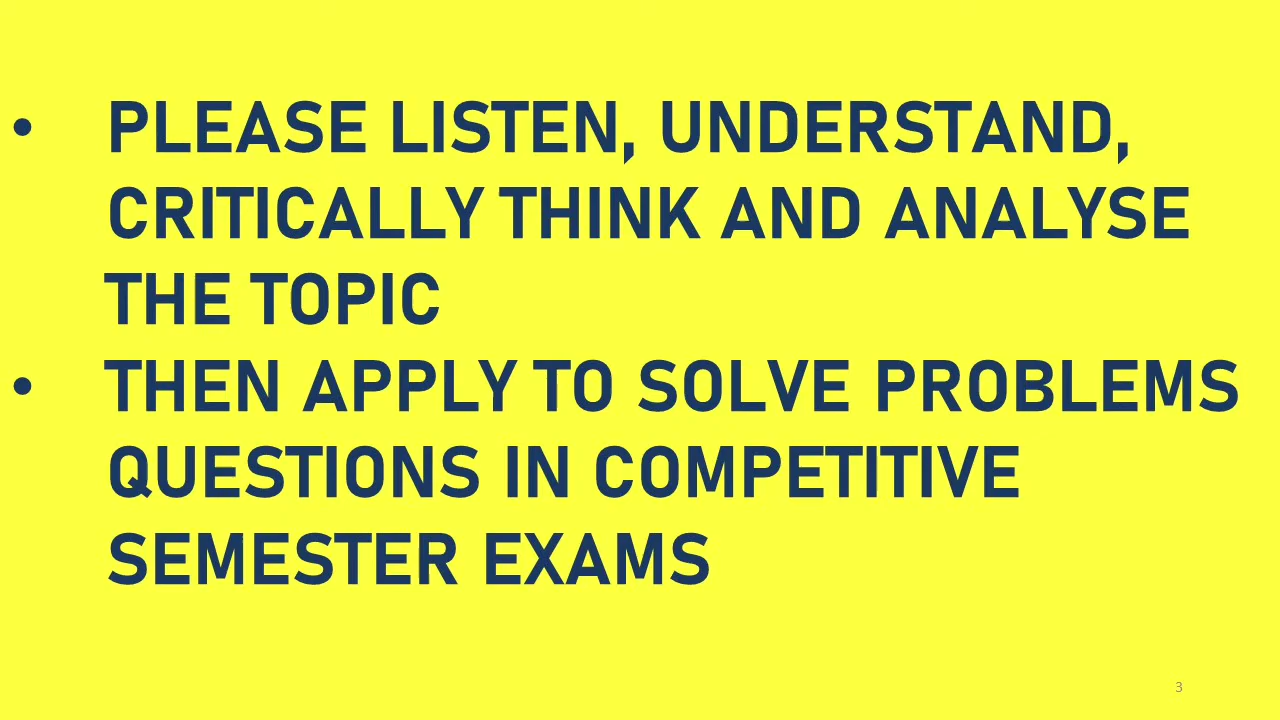 • PLEASE LISTEN, UNDERSTAND,
CRITICALLY THINK AND ANALYSE
THE TOPIC
• THEN APPLY TO SOLVE PROBLEMS
QUESTIONS IN COMPETITIVE
SEMESTER EXAMS
3